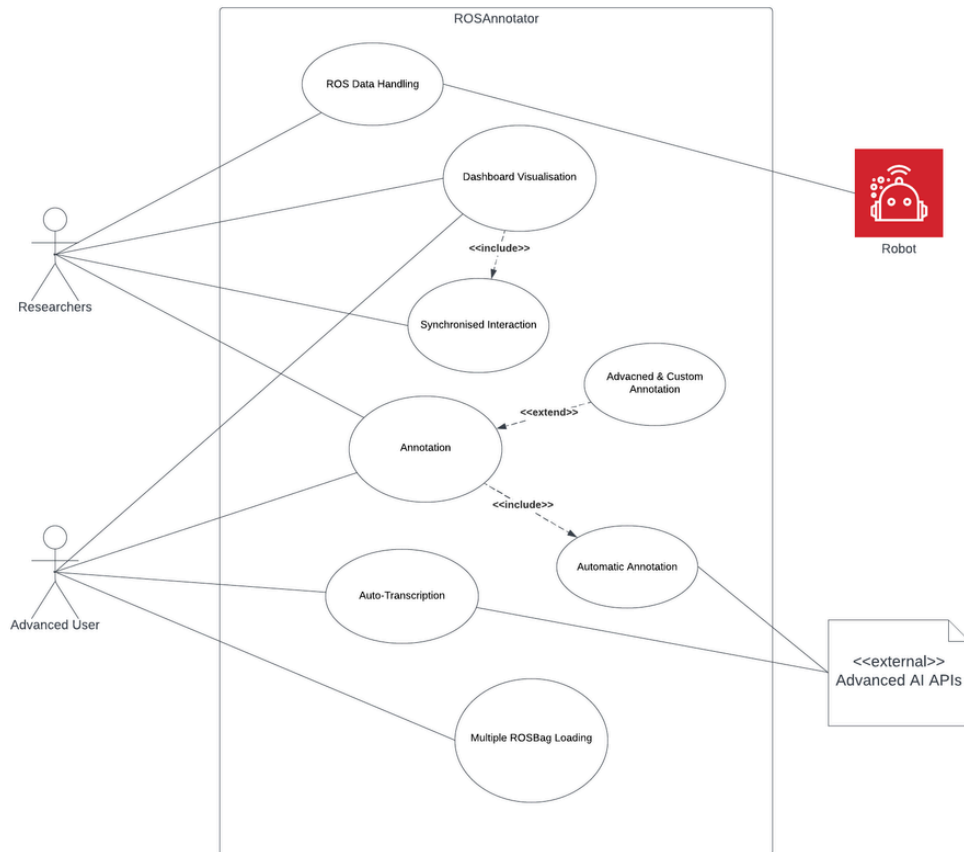 ROSAnnotator
ROS Data Handling
Dashboard Visualisation
<<include>>
Robot
Researchers
Synchronised Interaction
Advacned & Custom
Annotation
<<extend>>
Annotation
<<include>>
Automatic Annotation
Auto-Transcription
Advanced User
<<external>>
Advanced AI APIs
Multiple ROSBag Loading